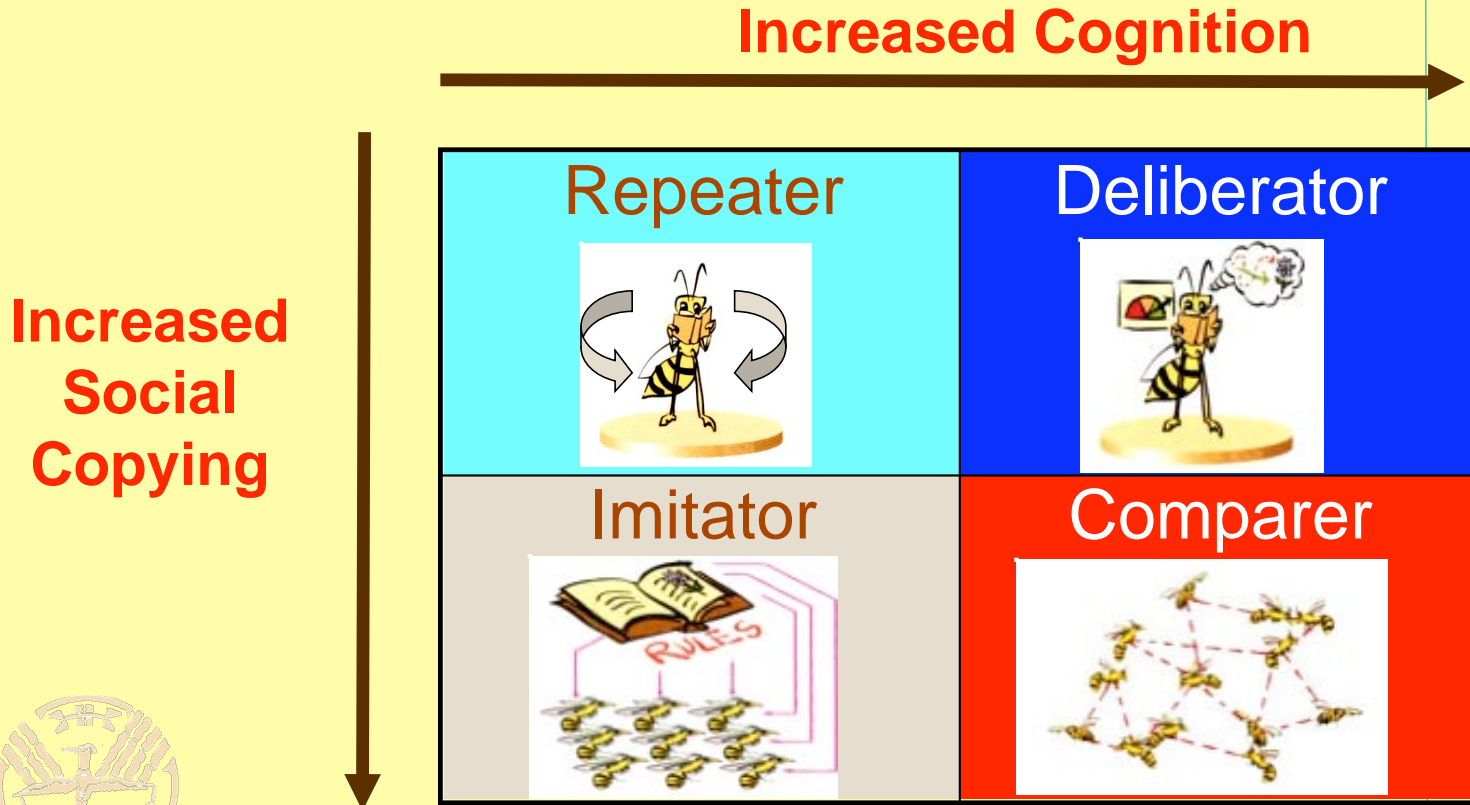 Increased Cognition
Increased
Social
Copying
Repeater
Deliberator
Imitator
Comparer
RULES